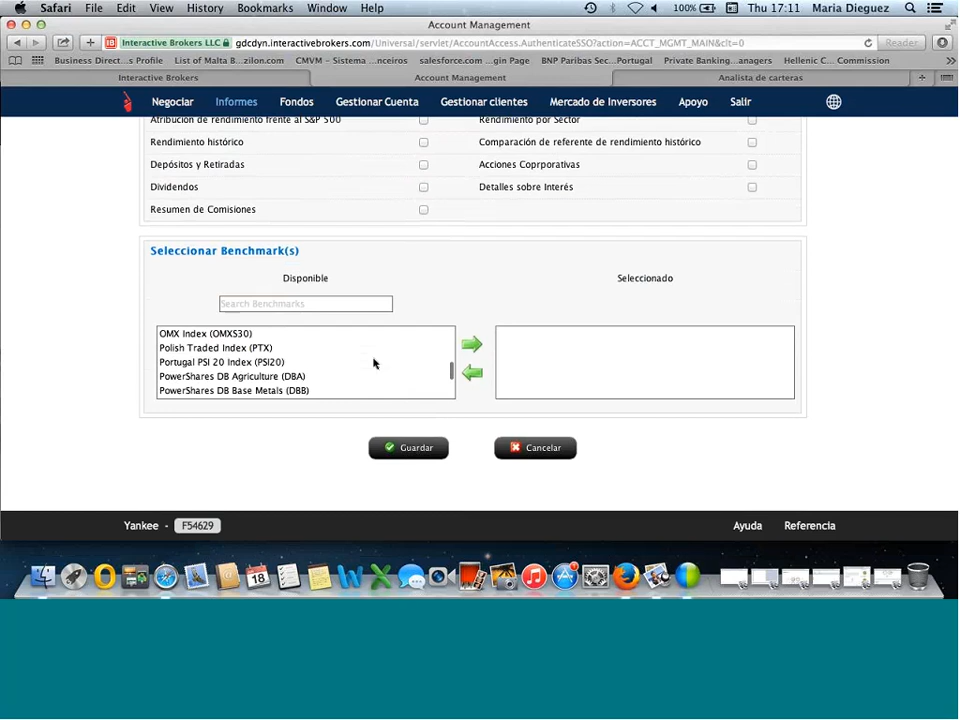 Safari File Edit View History Bookmarks Window Help 100% Thu 17:11 Maria Dieguez
Account Management
Interactive Brokers LLC gdcdyn.interactivebrokers.com/Universal/servlet/AccountAccess.AuthenticateSSO?action=ACCT_MGMT_MAIN&clt=0 Reader
Business Direct...s Profile List of Malta B...zilon.com CMVM - Sistema ...nceiros salesforce.com ...gin Page BNP Paribas Sec...Portugal Private Banking...anagers Hellenic C... Commission
Interactive Brokers Account Management Analista de carteras
Negociar Informes Fondos Gestionar Cuenta Gestionar clientes Mercado de Inversores Apoyo Salir
Atribución de rendimiento frente al S&P 500 Rendimiento por Sector
Rendimiento histórico Comparación de referente de rendimiento histórico
Depósitos y Retiradas Acciones Coprporativas
Dividendos Detalles sobre Interés
Resumen de Comisiones
Seleccionar Benchmark(s)
Disponible Seleccionado
Search Benchmarks
OMX Index (OMXS30)
Polish Traded Index (PTX)
Portugal PSI 20 Index (PSI20)
PowerShares DB Agriculture (DBA)
PowerShares DB Base Metals (DBB)
Guardar Cancelar
Yankee - F54629 Ayuda Referencia
18